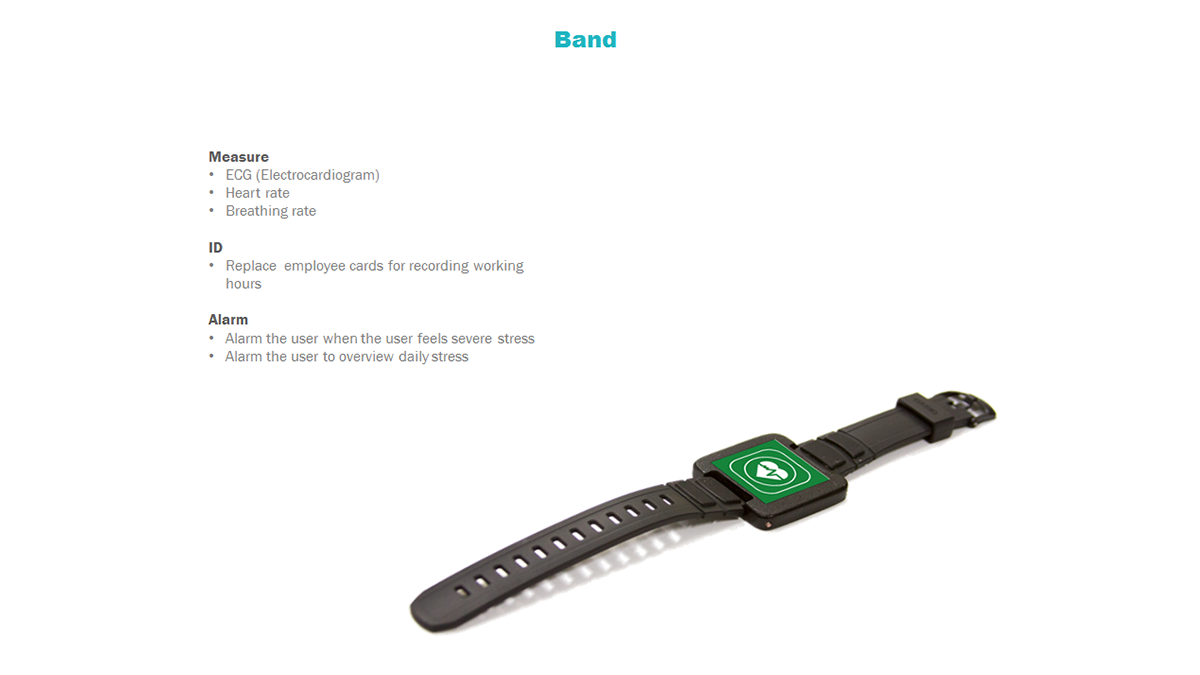 Band
Measure
• ECG (Electrocardiogram)
• Heart rate
• Breathing rate
ID
• Replace employee cards for recording working
hours
Alarm
• Alarm the user when the user feels severe stress
• Alarm the user to overview daily stress